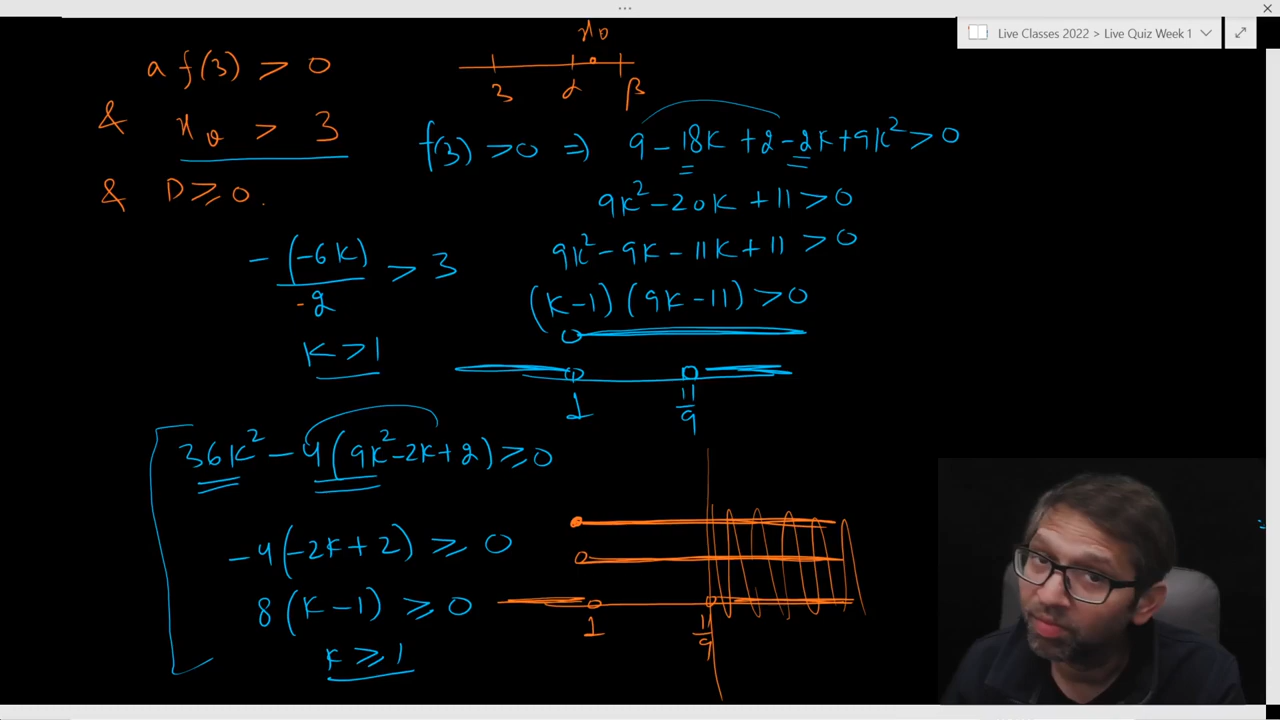 Live Classes 2022 > Live Quiz Week 1
a f(3) > 0
& x₀ > 3
& D ≥ 0.
x₀
3 α β
f(3) > 0 ⇒ 9 - 18k + 2 - 2k + 9k² > 0
9k² - 20k + 11 > 0
9k² - 9k - 11k + 11 > 0
(k - 1) (9k - 11) > 0
-(-6k)/2 > 3
k > 1
1 11/9
36k² - 4(9k² - 2k + 2) ≥ 0
-4(-2k + 2) ≥ 0
8(k - 1) ≥ 0
k ≥ 1
1 11/9